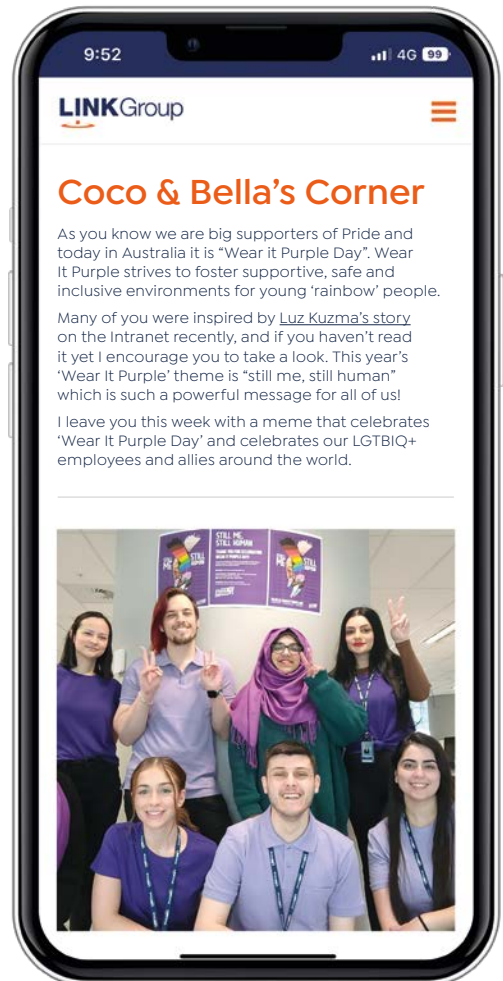 9:52
4G 99
LINKGroup
Coco & Bella's Corner
As you know we are big supporters of Pride and
today in Australia it is “Wear it Purple Day”. Wear
It Purple strives to foster supportive, safe and
inclusive environments for young ‘rainbow’ people.
Many of you were inspired by Luz Kuzma’s story
on the Intranet recently, and if you haven’t read
it yet I encourage you to take a look. This year’s
‘Wear It Purple’ theme is “still me, still human”
which is such a powerful message for all of us!
I leave you this week with a meme that celebrates
‘Wear It Purple Day’ and celebrates our LGTBIQ+
employees and allies around the world.
STILL ME,
STILL HUMAN
ME STILL